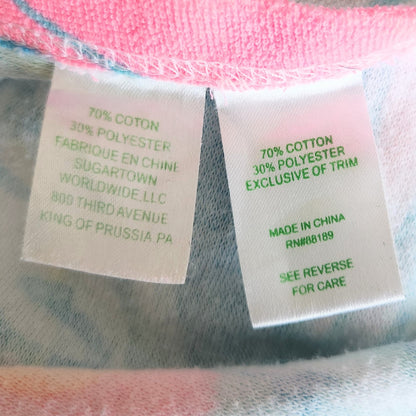 70% COTTON
30% POLYESTER
FABRIQUE EN CHINE
SUGARTOWN
WORLDWIDE, LLC
800 THIRD AVENUE
KING OF PRUSSIA, PA
70% COTTON
30% POLYESTER
EXCLUSIVE OF TRIM
MADE IN CHINA
RN#88189
SEE REVERSE
FOR CARE